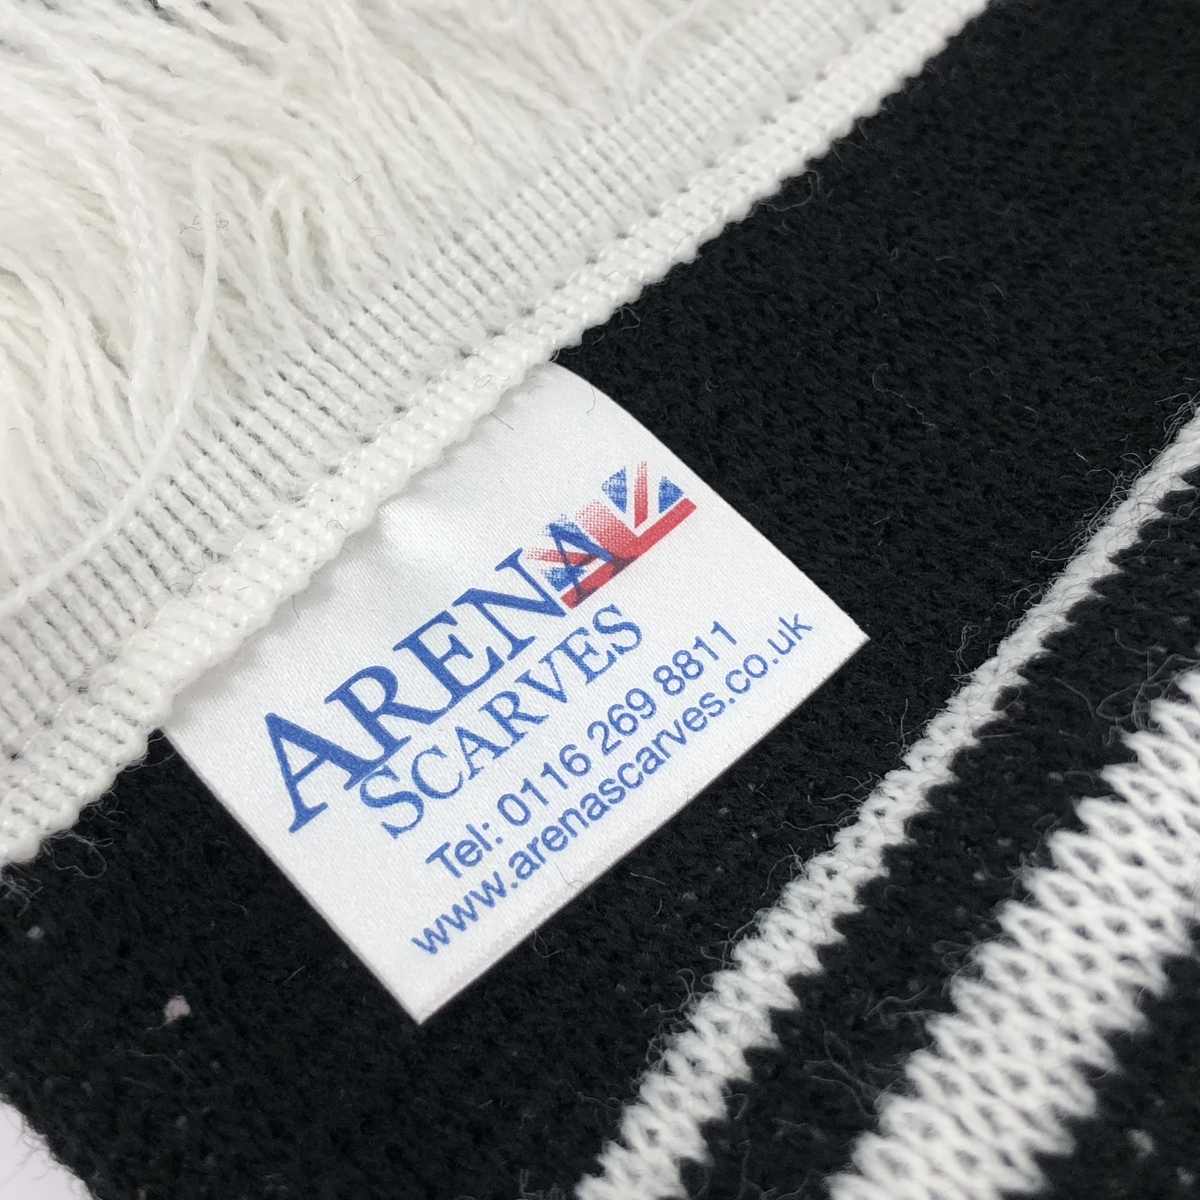 ARENA
SCARVES
Tel: 0116 269 8811
www.arenascarves.co.uk